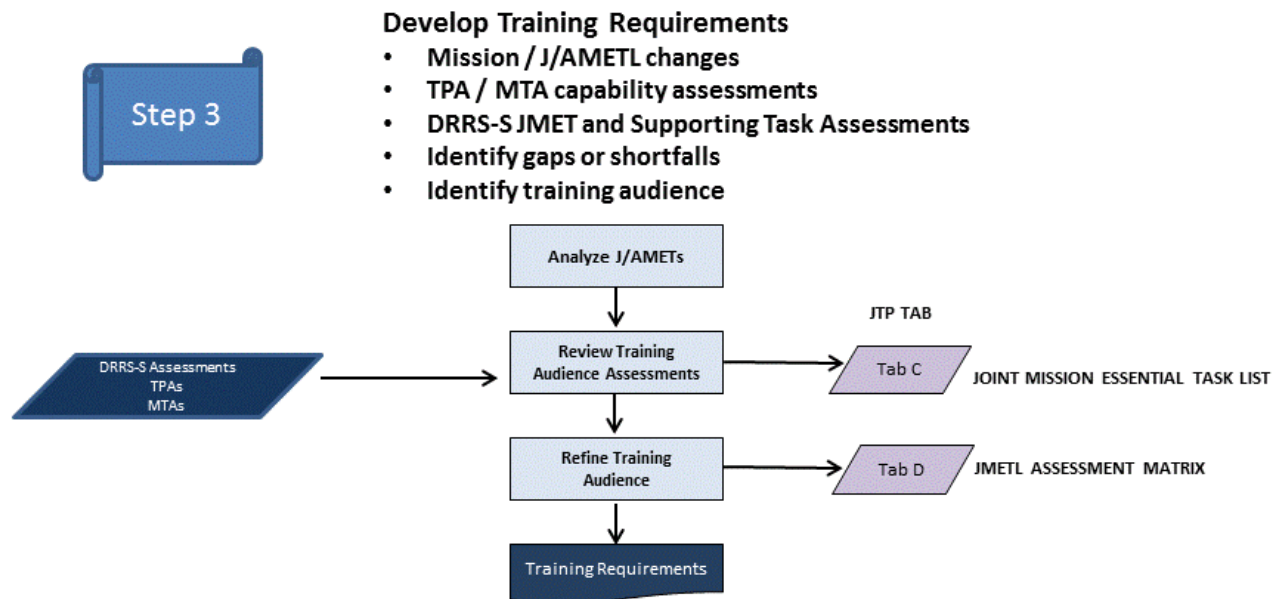 Develop Training Requirements
• Mission / J/AMETL changes
• TPA / MTA capability assessments
• DRRS-S JMET and Supporting Task Assessments
• Identify gaps or shortfalls
• Identify training audience
Step 3
Analyze J/AMETs
JTP TAB
DRRS-S Assessments
TPAs
MTAs
Review Training
Audience Assessments
Tab C
JOINT MISSION ESSENTIAL TASK LIST
Refine Training
Audience
Tab D
JMETL ASSESSMENT MATRIX
Training Requirements